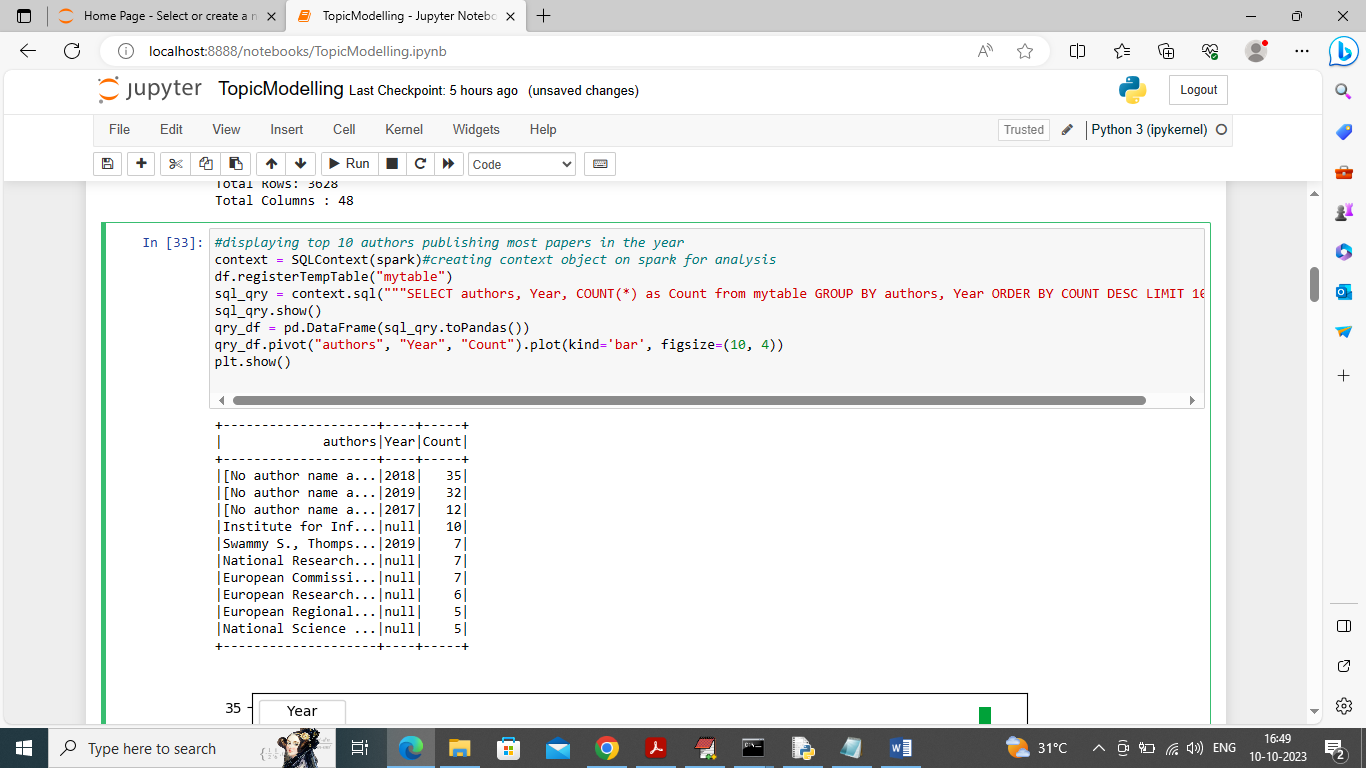 Home Page - Select or create a n
TopicModelling - Jupyter Notebo
localhost:8888/notebooks/TopicModelling.ipynb
jupyter TopicModelling Last Checkpoint: 5 hours ago (unsaved changes)
Logout
File Edit View Insert Cell Kernel Widgets Help
Trusted Python 3 (ipykernel)
Run Code
Total Rows: 3628
Total Columns : 48
In [33]: #displaying top 10 authors publishing most papers in the year
context = SQLContext(spark)#creating context object on spark for analysis
df.registerTempTable("mytable")
sql_qry = context.sql("""SELECT authors, Year, COUNT(*) as Count from mytable GROUP BY authors, Year ORDER BY COUNT DESC LIMIT 10
sql_qry.show()
qry_df = pd.DataFrame(sql_qry.toPandas())
qry_df.pivot("authors", "Year", "Count").plot(kind='bar', figsize=(10, 4))
plt.show()
+--------------------+----+-----+
|             authors|Year|Count|
+--------------------+----+-----+
|[No author name a...|2018|   35|
|[No author name a...|2019|   32|
|[No author name a...|2017|   12|
|Institute for Inf...|null|   10|
|Swammy S., Thomps...|2019|    7|
|National Research...|null|    7|
|European Commissi...|null|    7|
|European Research...|null|    6|
|European Regional...|null|    5|
|National Science ...|null|    5|
+--------------------+----+-----+
35
Year
Type here to search
31°C ENG
16:49
10-10-2023
2